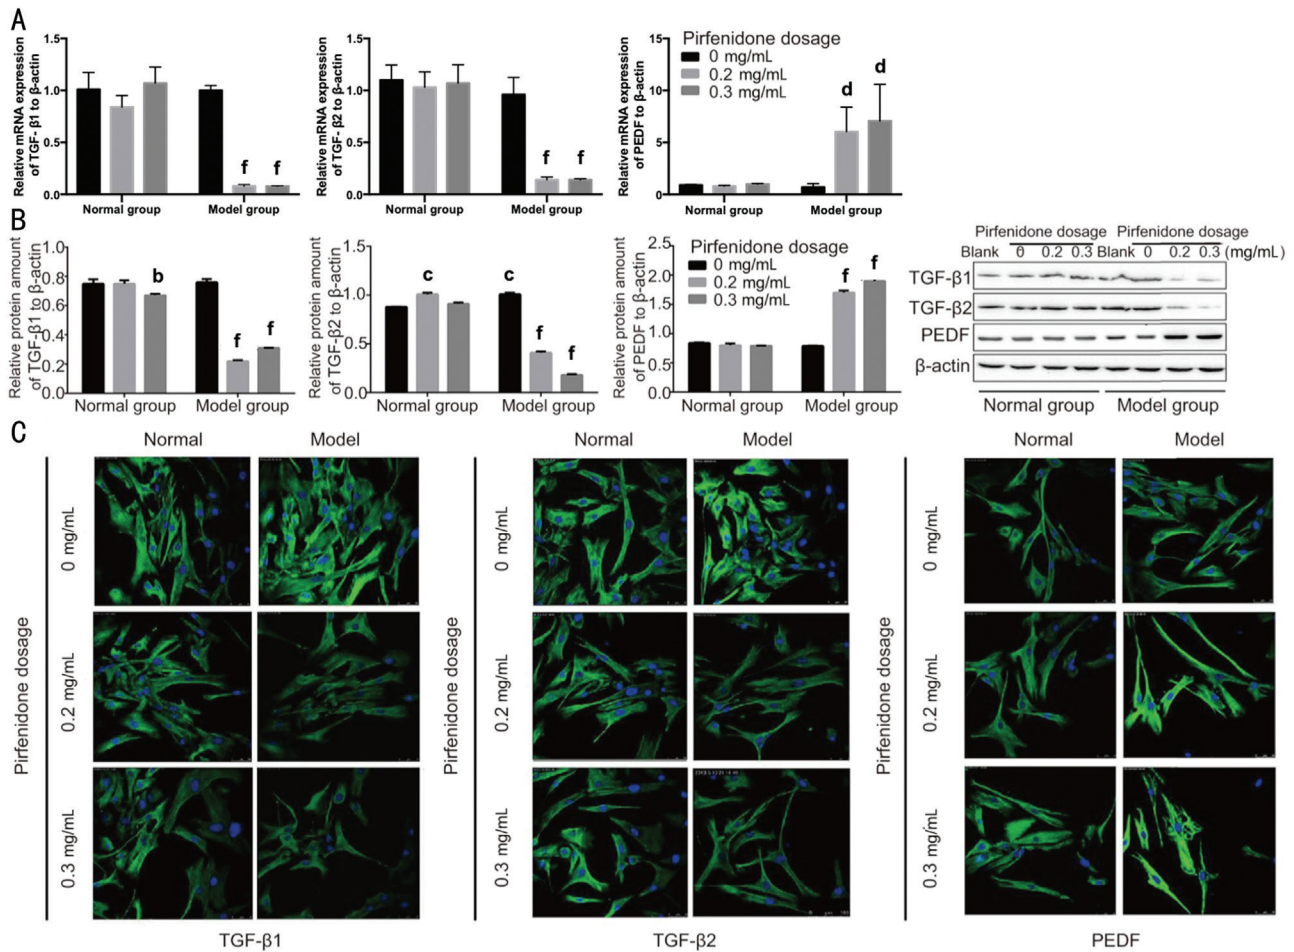 A
Relative mRNA expression
of TGF- β1 to β-actin
1.5
1.0
0.5
0.0
Normal group
Model group
f
f
Relative mRNA expression
of TGF- β2 to β-actin
1.5
1.0
0.5
0.0
Normal group
Model group
f
f
Relative mRNA expression
of PEDF to β-actin
15
10
5
0
Normal group
Model group
Pirfenidone dosage
0 mg/mL
0.2 mg/mL
0.3 mg/mL
d
d
B
Relative protein amount
of TGF-β1 to β-actin
1.0
0.8
0.6
0.4
0.2
0.0
b
f
f
Normal group
Model group
Relative protein amount
of TGF-β2 to β-actin
1.5
1.0
0.5
0.0
c
c
f
f
Normal group
Model group
Relative protein amount
of PEDF to β-actin
2.5
2.0
1.5
1.0
0.5
0.0
Pirfenidone dosage
0 mg/mL
0.2 mg/mL
0.3 mg/mL
f
f
Normal group
Model group
Pirfenidone dosage Pirfenidone dosage
Blank 0 0.2 0.3 Blank 0 0.2 0.3 (mg/mL)
TGF-β1
TGF-β2
PEDF
β-actin
Normal group Model group
C
Normal Model
Pirfenidone dosage
0 mg/mL
0.2 mg/mL
0.3 mg/mL
TGF-β1
Normal Model
Pirfenidone dosage
0 mg/mL
0.2 mg/mL
0.3 mg/mL
TGF-β2
Normal Model
Pirfenidone dosage
0 mg/mL
0.2 mg/mL
0.3 mg/mL
PEDF